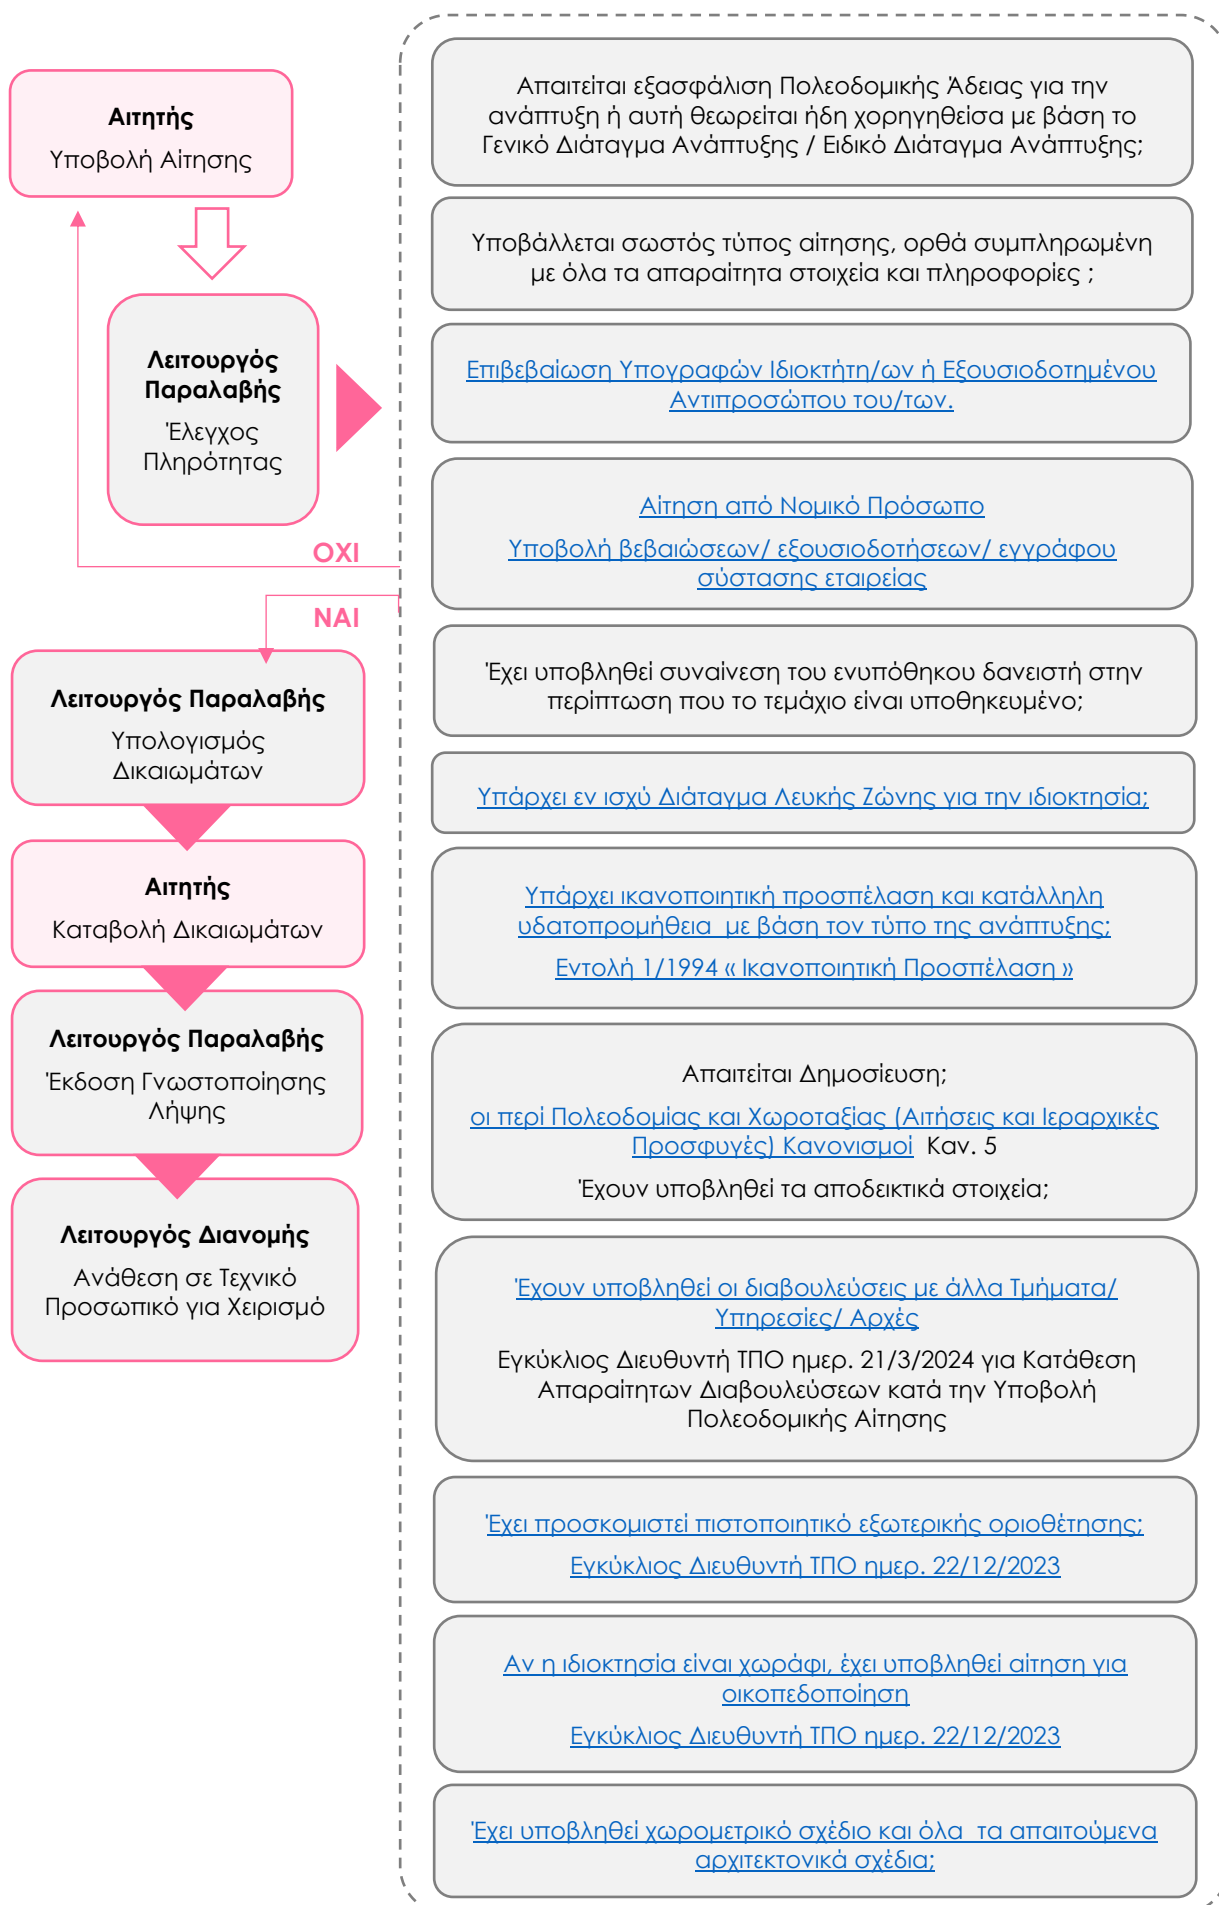 Αιτητής
Υποβολή Αίτησης
Λειτουργός
Παραλαβής
Έλεγχος
Πληρότητας
ΟΧΙ
ΝΑΙ
Λειτουργός Παραλαβής
Υπολογισμός
Δικαιωμάτων
Αιτητής
Καταβολή Δικαιωμάτων
Λειτουργός Παραλαβής
Έκδοση Γνωστοποίησης
Λήψης
Λειτουργός Διανομής
Ανάθεση σε Τεχνικό
Προσωπικό για Χειρισμό
Απαιτείται εξασφάλιση Πολεοδομικής Άδειας για την
ανάπτυξη ή αυτή θεωρείται ήδη χορηγηθείσα με βάση το
Γενικό Διάταγμα Ανάπτυξης / Ειδικό Διάταγμα Ανάπτυξης;
Υποβάλλεται σωστός τύπος αίτησης, ορθά συμπληρωμένη
με όλα τα απαραίτητα στοιχεία και πληροφορίες ;
Επιβεβαίωση Υπογραφών Ιδιοκτήτη/ων ή Εξουσιοδοτημένου
Αντιπροσώπου του/των.
Αίτηση από Νομικό Πρόσωπο
Υποβολή βεβαιώσεων/ εξουσιοδοτήσεων/ εγγράφου
σύστασης εταιρείας
Έχει υποβληθεί συναίνεση του ενυπόθηκου δανειστή στην
περίπτωση που το τεμάχιο είναι υποθηκευμένο;
Υπάρχει εν ισχύ Διάταγμα Λευκής Ζώνης για την ιδιοκτησία;
Υπάρχει ικανοποιητική προσπέλαση και κατάλληλη
υδατοπρομήθεια με βάση τον τύπο της ανάπτυξης;
Εντολή 1/1994 « Ικανοποιητική Προσπέλαση »
Απαιτείται Δημοσίευση;
οι περί Πολεοδομίας και Χωροταξίας (Αιτήσεις και Ιεραρχικές
Προσφυγές) Κανονισμοί Καν. 5
Έχουν υποβληθεί τα αποδεικτικά στοιχεία;
Έχουν υποβληθεί οι διαβουλεύσεις με άλλα Τμήματα/
Υπηρεσίες/ Αρχές
Εγκύκλιος Διευθυντή ΤΠΟ ημερ. 21/3/2024 για Κατάθεση
Απαραίτητων Διαβουλεύσεων κατά την Υποβολή
Πολεοδομικής Αίτησης
Έχει προσκομιστεί πιστοποιητικό εξωτερικής οριοθέτησης;
Εγκύκλιος Διευθυντή ΤΠΟ ημερ. 22/12/2023
Αν η ιδιοκτησία είναι χωράφι, έχει υποβληθεί αίτηση για
οικοπεδοποίηση
Εγκύκλιος Διευθυντή ΤΠΟ ημερ. 22/12/2023
Έχει υποβληθεί χωρομετρικό σχέδιο και όλα τα απαιτούμενα
αρχιτεκτονικά σχέδια;